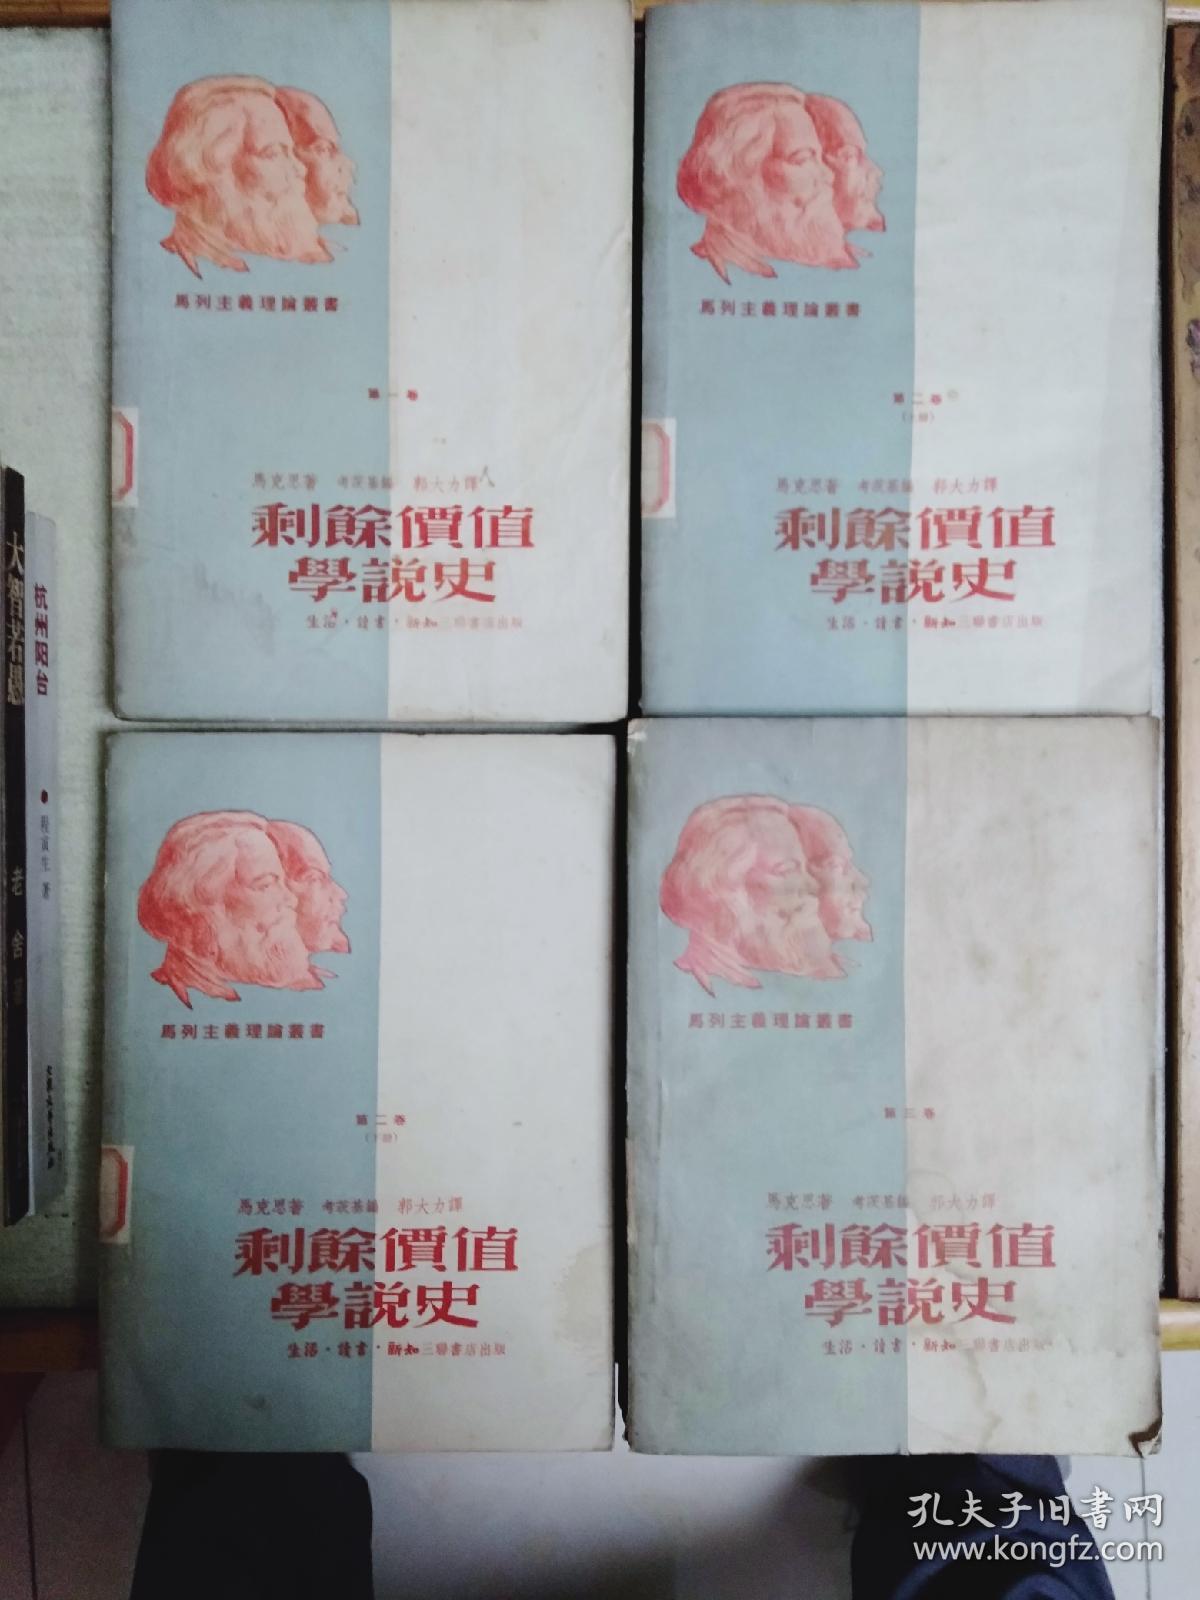 馬列主義理論叢書
第一卷
馬克思著 考茨基編 郭大力譯
剩餘價值
學說史
生活·讀書·新知三聯書店出版
馬列主義理論叢書
第二卷
馬克思著 考茨基編 郭大力譯
剩餘價值
學說史
生活·讀書·新知三聯書店出版
馬列主義理論叢書
第二卷
(下冊)
馬克思著 考茨基編 郭大力譯
剩餘價值
學說史
生活·讀書·新知三聯書店出版
馬列主義理論叢書
第三卷
馬克思著 考茨基編 郭大力譯
剩餘價值
學說史
生活·讀書·新知三聯書店出版
大智若愚
老舍
杭州阳台
程寅生 著
孔夫子旧书网
www.kongfz.com